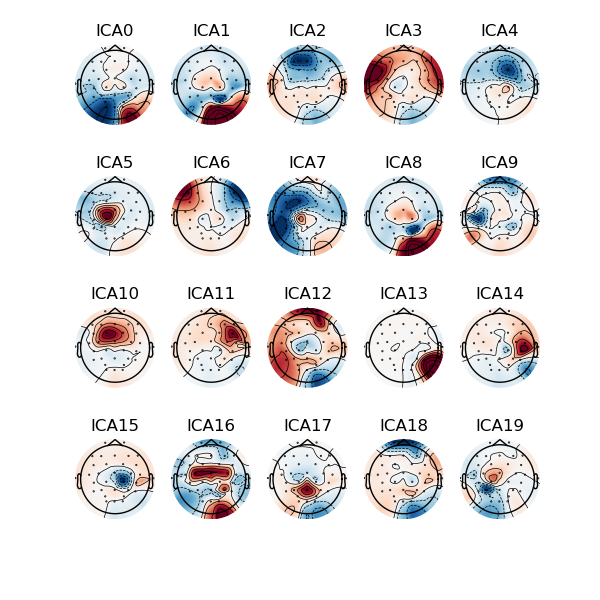 ICA0 ICA1 ICA2 ICA3 ICA4
ICA5 ICA6 ICA7 ICA8 ICA9
ICA10 ICA11 ICA12 ICA13 ICA14
ICA15 ICA16 ICA17 ICA18 ICA19